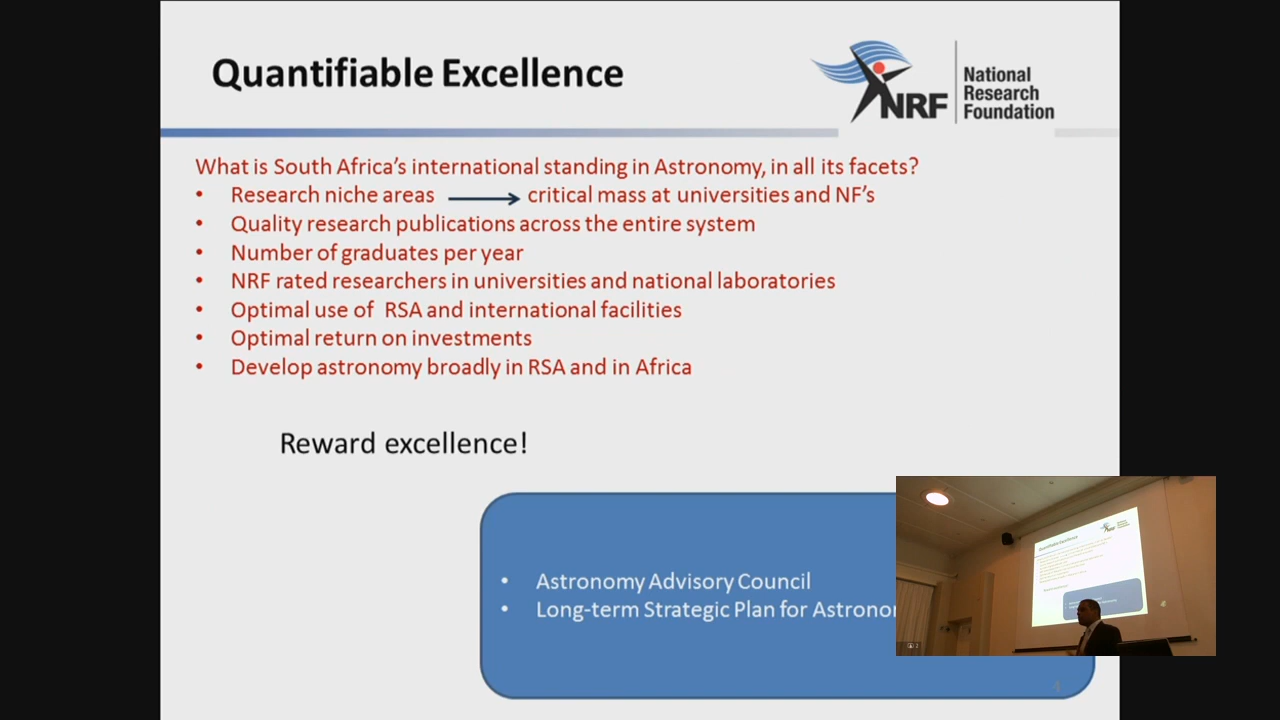 Quantifiable Excellence
NRF
National
Research
Foundation
What is South Africa's international standing in Astronomy, in all its facets?
• Research niche areas → critical mass at universities and NF's
• Quality research publications across the entire system
• Number of graduates per year
• NRF rated researchers in universities and national laboratories
• Optimal use of RSA and international facilities
• Optimal return on investments
• Develop astronomy broadly in RSA and in Africa
Reward excellence!
• Astronomy Advisory Council
• Long-term Strategic Plan for
4
Quantifiable Excellence
NRF